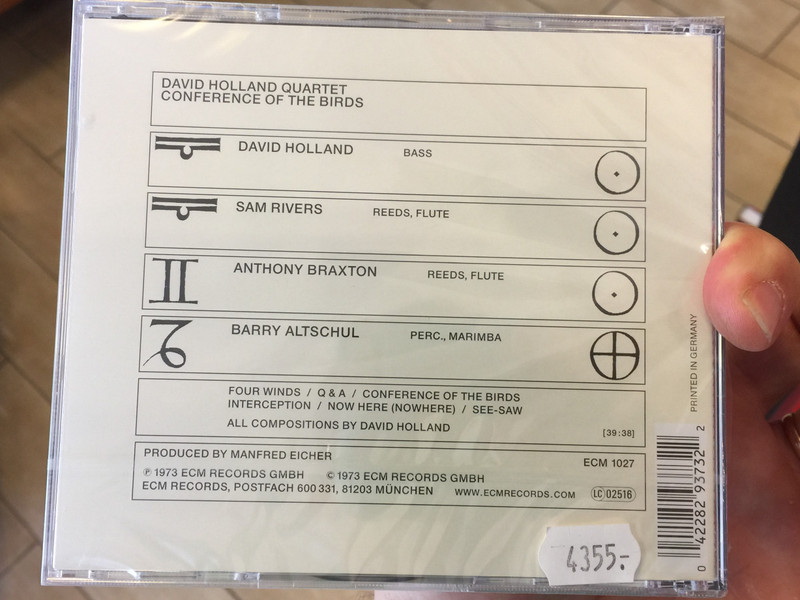 DAVID HOLLAND QUARTET
CONFERENCE OF THE BIRDS
DAVID HOLLAND BASS
SAM RIVERS REEDS, FLUTE
ANTHONY BRAXTON REEDS, FLUTE
BARRY ALTSCHUL PERC., MARIMBA
FOUR WINDS / Q & A / CONFERENCE OF THE BIRDS
INTERCEPTION / NOW HERE (NOWHERE) / SEE-SAW
ALL COMPOSITIONS BY DAVID HOLLAND [39:38]
PRODUCED BY MANFRED EICHER ECM 1027
℗ 1973 ECM RECORDS GMBH © 1973 ECM RECORDS GMBH
ECM RECORDS, POSTFACH 600 331, 81203 MÜNCHEN WWW.ECMRECORDS.COM LC 02516
PRINTED IN GERMANY
0 42282 93732 2
4355.-